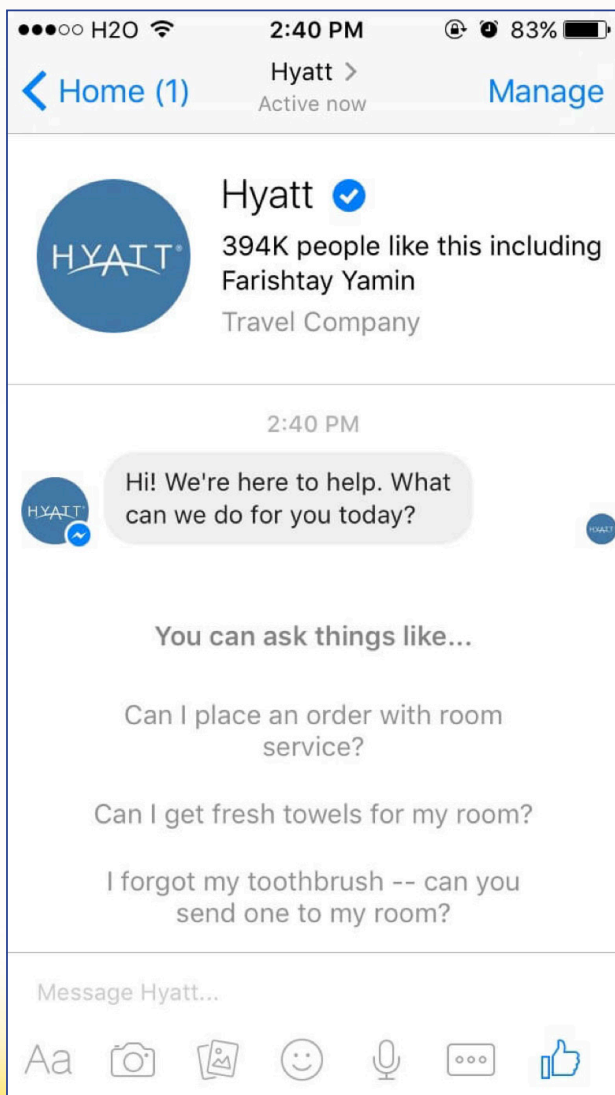 H2O 2:40 PM 83%
Home (1) Hyatt > Manage
Active now
HYATT®
Hyatt
394K people like this including
Farishtay Yamin
Travel Company
2:40 PM
Hi! We're here to help. What
can we do for you today?
HYATT
HYATT
You can ask things like...
Can I place an order with room
service?
Can I get fresh towels for my room?
I forgot my toothbrush -- can you
send one to my room?
Message Hyatt...
Aa